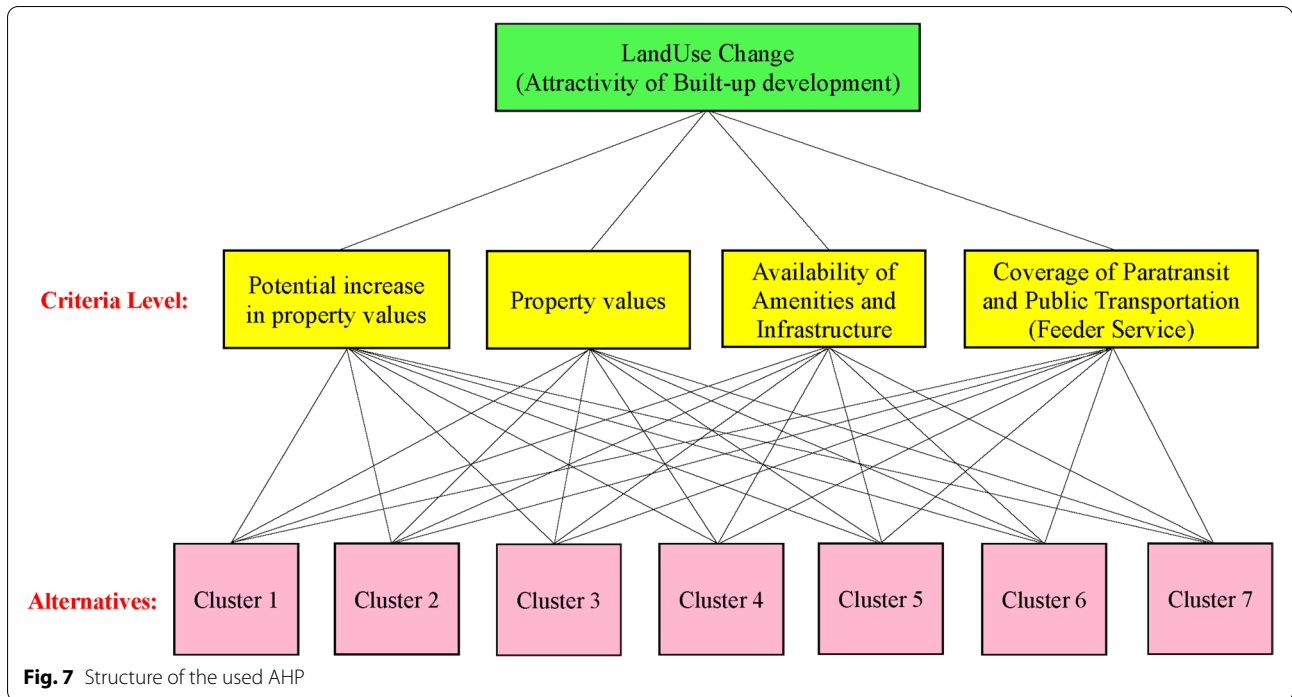 LandUse Change
(Attractivity of Built-up development)
Criteria Level:
Potential increase
in property values
Property values
Availability of
Amenities and
Infrastructure
Coverage of Paratransit
and Public Transportation
(Feeder Service)
Alternatives:
Cluster 1
Cluster 2
Cluster 3
Cluster 4
Cluster 5
Cluster 6
Cluster 7
Fig. 7 Structure of the used AHP